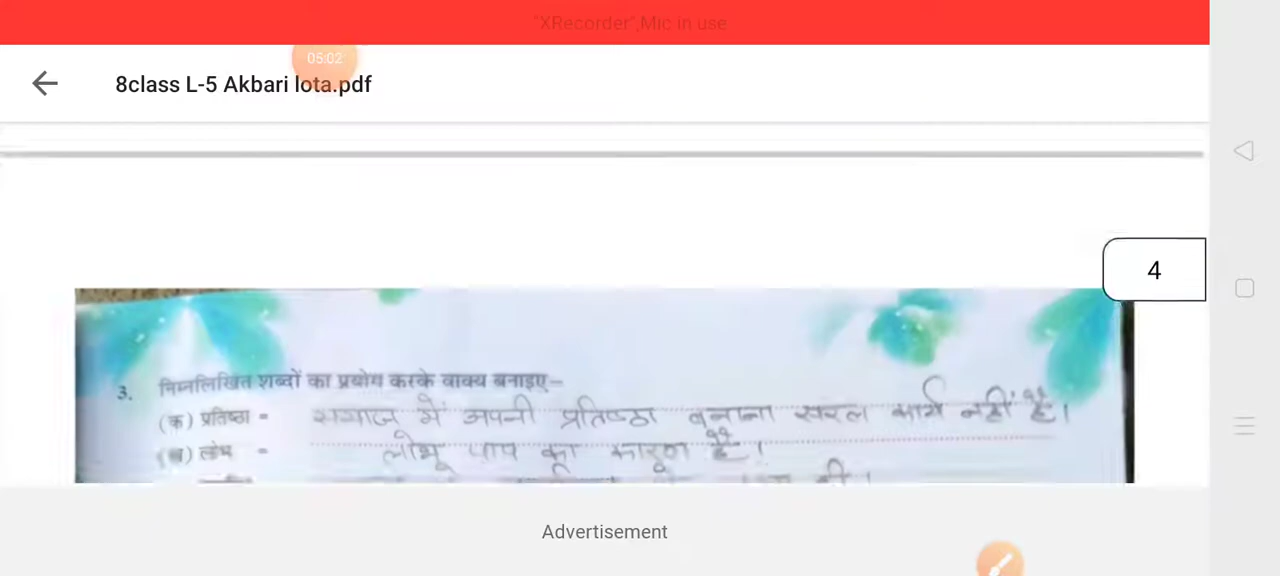 "XRecorder",Mic in use
05:02
8class L-5 Akbari lota.pdf
4
3. निम्नलिखित शब्दों का प्रयोग करके वाक्य बनाइए–
(क) प्रतिष्ठा = समाज में अपनी प्रतिष्ठा बनाना सरल कार्य नहीं है।
(ख) लोभ = लोभ पाप का कारण है।
Advertisement